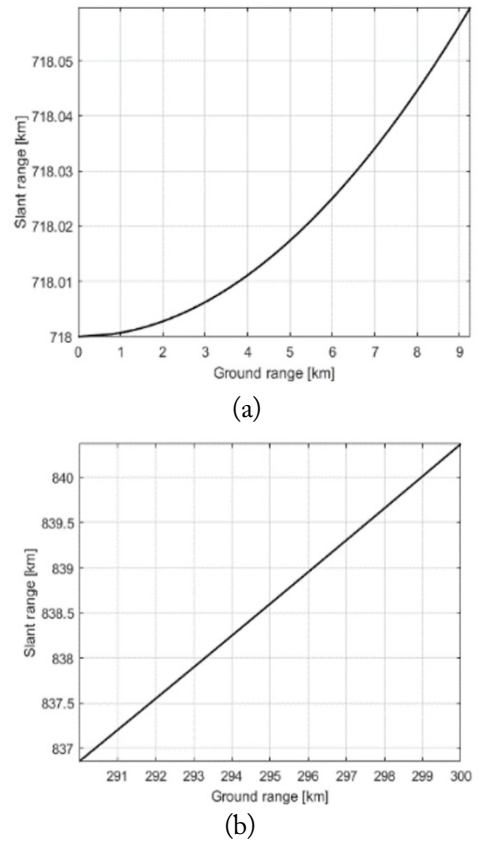 718.05
718.04
718.03
718.02
718.01
718
Slant range [km]
0 1 2 3 4 5 6 7 8 9
Ground range [km]
(a)
840
839.5
839
838.5
838
837.5
837
Slant range [km]
291 292 293 294 295 296 297 298 299 300
Ground range [km]
(b)